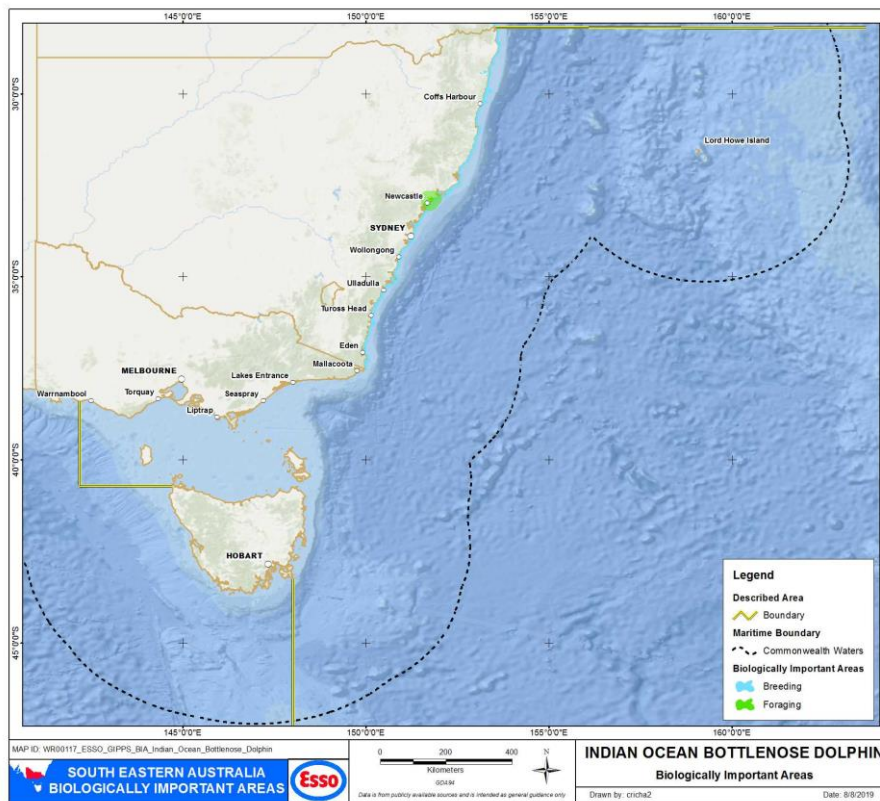 145°0'0"E
150°0'0"E
155°0'0"E
160°0'0"E
30°0'0"S
35°0'0"S
40°0'0"S
45°0'0"S
Coffs Harbour
Lord Howe Island
Newcastle
SYDNEY
Wollongong
Ulladulla
Tuross Head
Eden
Mallacoota
MELBOURNE
Lakes Entrance
Warrnambool
Torquay
Seaspray
Liptrap
HOBART
Legend
Described Area
Boundary
Maritime Boundary
Commonwealth Waters
Biologically Important Areas
Breeding
Foraging
145°0'0"E
150°0'0"E
155°0'0"E
160°0'0"E
MAP ID: WR00117_ESSO_GIPPS_BIA_Indian_Ocean_Bottlenose_Dolphin
SOUTH EASTERN AUSTRALIA
BIOLOGICALLY IMPORTANT AREAS
Esso
0 200 400
Kilometers
GDA94
N
Data is from publicly available sources and is intended as general guidance only
INDIAN OCEAN BOTTLENOSE DOLPHIN
Biologically Important Areas
Drawn by: cricha2
Date: 8/8/2019